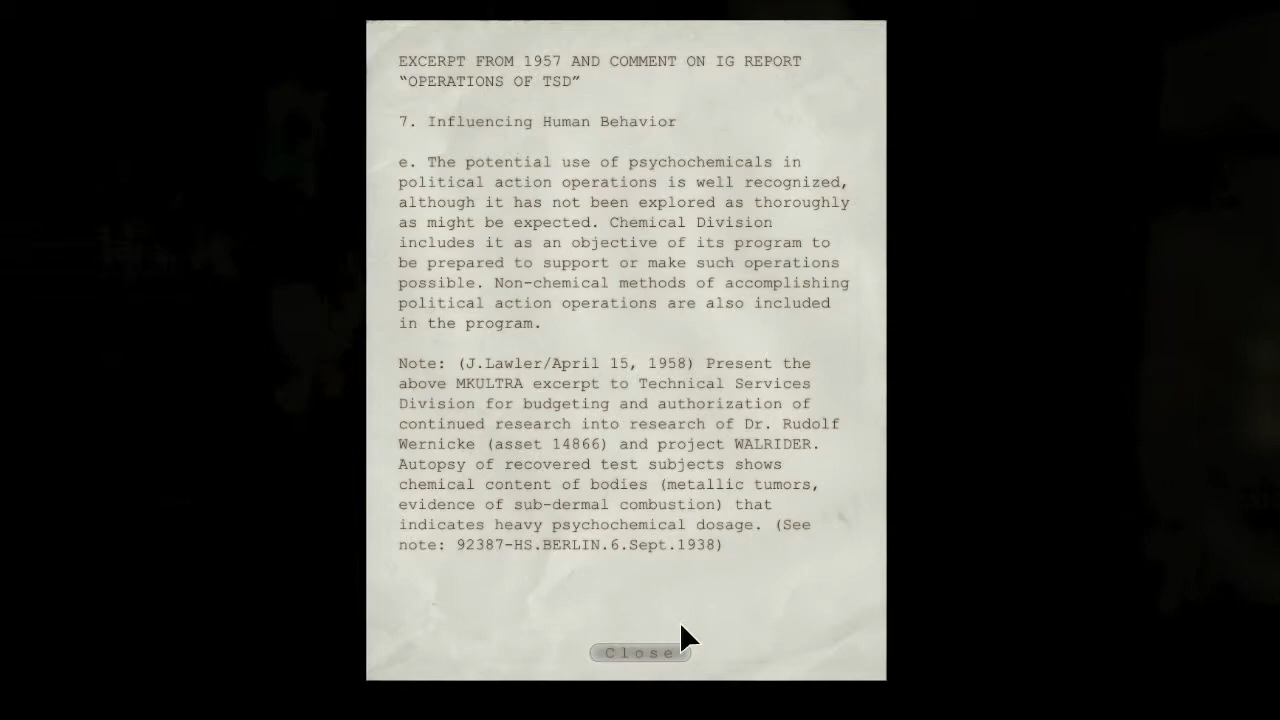 EXCERPT FROM 1957 AND COMMENT ON IG REPORT
“OPERATIONS OF TSD”
7. Influencing Human Behavior
e. The potential use of psychochemicals in
political action operations is well recognized,
although it has not been explored as thoroughly
as might be expected. Chemical Division
includes it as an objective of its program to
be prepared to support or make such operations
possible. Non-chemical methods of accomplishing
political action operations are also included
in the program.
Note: (J.Lawler/April 15, 1958) Present the
above MKULTRA excerpt to Technical Services
Division for budgeting and authorization of
continued research into research of Dr. Rudolf
Wernicke (asset 14866) and project WALRIDER.
Autopsy of recovered test subjects shows
chemical content of bodies (metallic tumors,
evidence of sub-dermal combustion) that
indicates heavy psychochemical dosage. (See
note: 92387-HS.BERLIN.6.Sept.1938)
Close